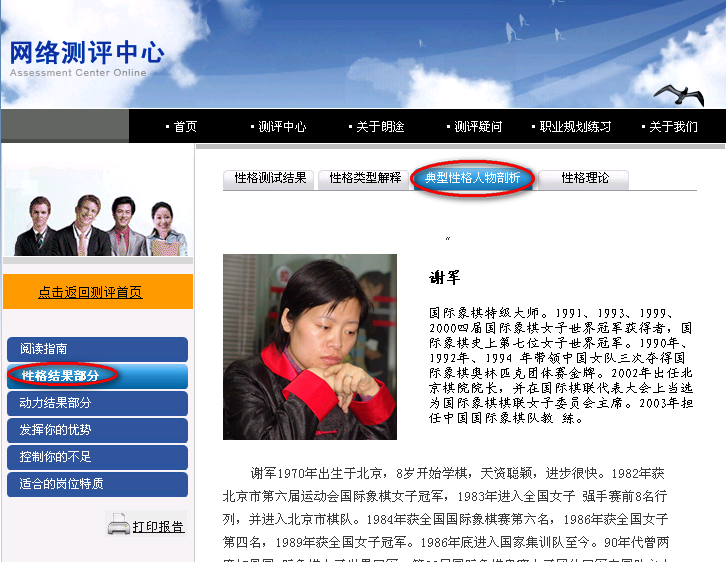 网络测评中心
Assessment Center Online
首页
测评中心
关于朗途
测评疑问
职业规划练习
关于我们
性格测试结果
性格类型解释
典型性格人物剖析
性格理论
点击返回测评首页
阅读指南
性格结果部分
动力结果部分
发挥你的优势
控制你的不足
适合的岗位特质
打印报告
“
谢军
国际象棋特级大师。1991、1993、1999、
2000四届国际象棋女子世界冠军获得者，国
际象棋史上第七位女子世界冠军。1990年、
1992年、1994 年带领中国女队三次夺得国
际象棋奥林匹克团体赛金牌。2002年出任北
京棋院院长，并在国际棋联代表大会上当选
为国际象棋棋联女子委员会主席。2003年担
任中国国际象棋队教 练。
谢军1970年出生于北京，8岁开始学棋，天资聪颖，进步很快。1982年获
北京市第六届运动会国际象棋女子冠军，1983年进入全国女子 强手赛前8名行
列，并进入北京市棋队。1984年获全国国际象棋赛第六名，1986年获全国女子
第四名，1989年获全国女子冠军。1986年底进入国家集训队至今。90年代曾两